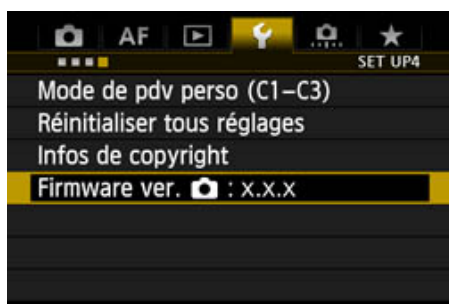 AF
SET UP4
Mode de pdv perso (C1–C3)
Réinitialiser tous réglages
Infos de copyright
Firmware ver. : x.x.x